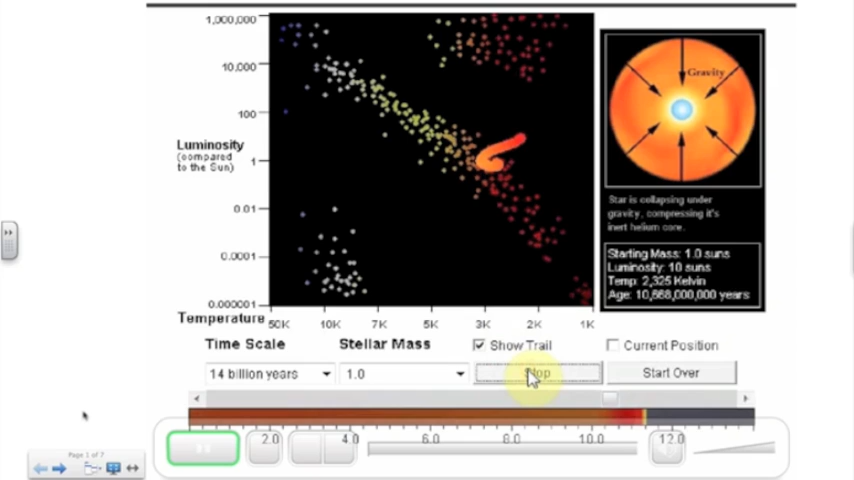 1,000,000
10,000
100
Luminosity
(compared
to the Sun)
1
0.01
0.0001
0.000001
Temperature
50K 10K 7K 5K 3K 2K 1K
Gravity
Star is collapsing under
gravity, compressing it's
inert helium core.
Starting Mass: 1.0 suns
Luminosity: 10 suns
Temp: 2,325 Kelvin
Age: 10,668,000,000 years
Time Scale Stellar Mass Show Trail Current Position
14 billion years 1.0 Stop Start Over
2.0 4.0 6.0 8.0 10.0 12.0
Page 1 of 7